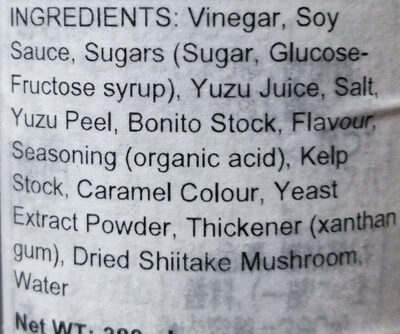 INGREDIENTS: Vinegar, Soy
Sauce, Sugars (Sugar, Glucose-
Fructose syrup), Yuzu Juice, Salt,
Yuzu Peel, Bonito Stock, Flavour,
Seasoning (organic acid), Kelp
Stock, Caramel Colour, Yeast
Extract Powder, Thickener (xanthan
gum), Dried Shiitake Mushroom,
Water
Net WT: